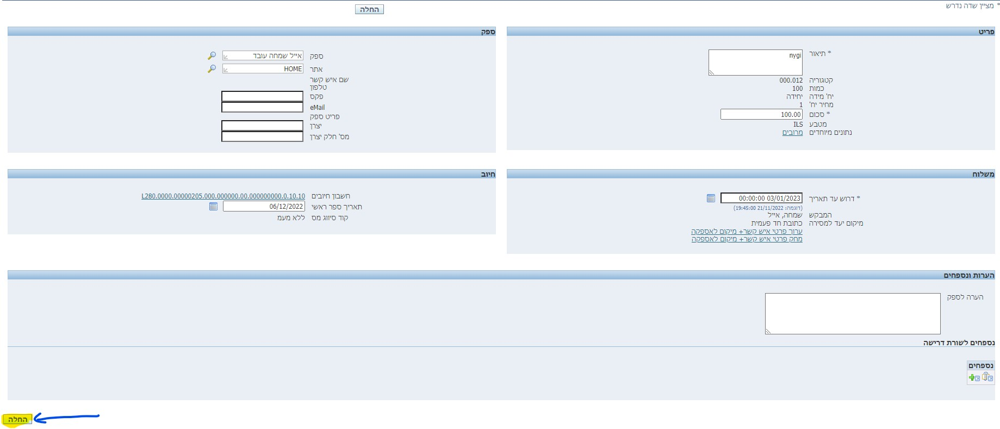 * מציין שדה נדרש
החלה
פריט
* תיאור nygi
קטגוריה 000.012
כמות 100
יח' מידה יחידה
מחיר יח' 1
* סכום 100.00
מטבע ILS
נתונים מיוחדים מרובים
ספק
ספק אייל שמחה עובד
אתר HOME
שם איש קשר
טלפון
פקס
eMail
פריט ספק
יצרן
מס' חלק יצרן
משלוח
* דרוש עד תאריך 03/01/2023 00:00:00
(דוגמה: 21/11/2022 19:45:00)
המבקש שמחה, אייל
מיקום יעד למסירה כתובת חד פעמית
ערוך פרטי איש קשר+ מיקום לאספקה
מחק פרטי איש קשר+ מיקום לאספקה
חיוב
חשבון חיובים L280.0000.00000205.000.000000.00.000000000.0.10.10
תאריך ספר ראשי 06/12/2022
קוד סיווג מס ללא מעמ
הערות ונספחים
הערה לספק
נספחים לשורת דרישה
נספחים
החלה